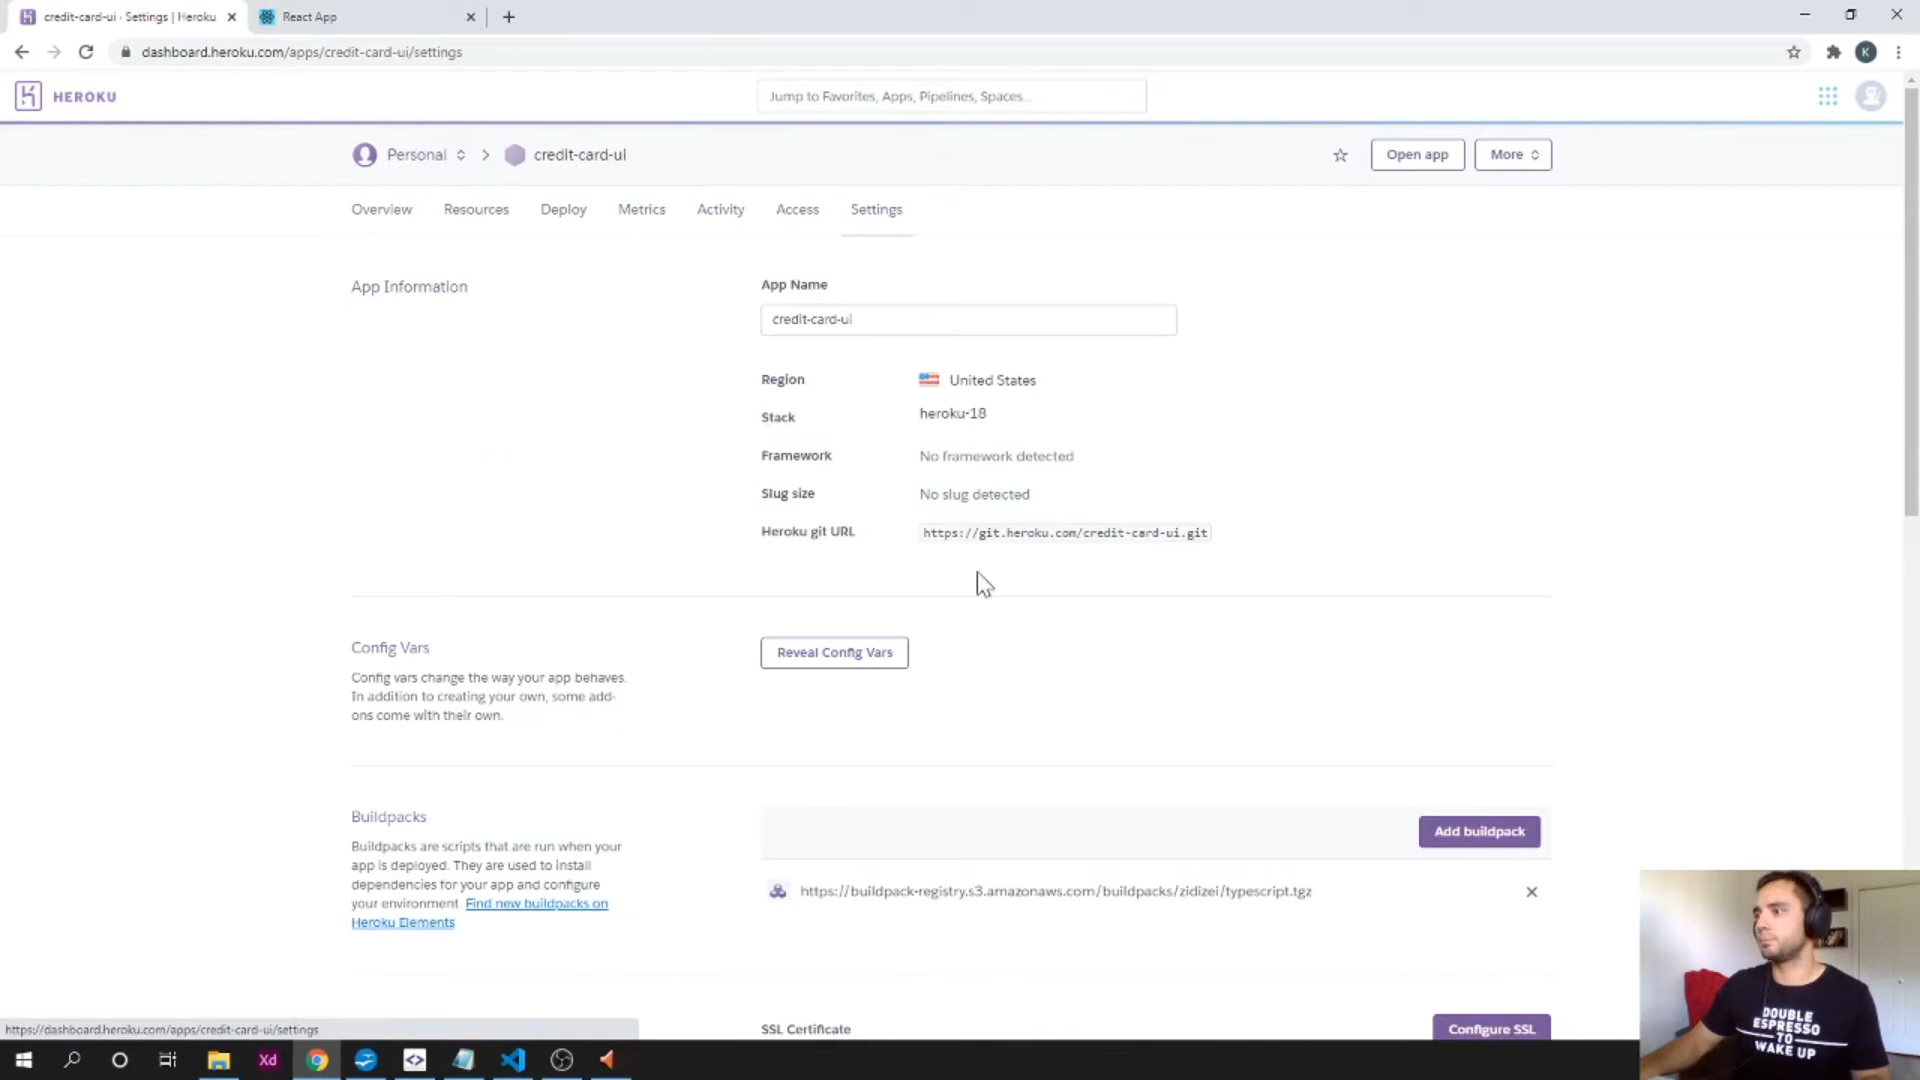 credit-card-ui · Settings | Heroku
React App
dashboard.heroku.com/apps/credit-card-ui/settings
K
HEROKU
Jump to Favorites, Apps, Pipelines, Spaces...
Personal
credit-card-ui
Open app
More
Overview
Resources
Deploy
Metrics
Activity
Access
Settings
App Information
App Name
credit-card-ui
Region
United States
Stack
heroku-18
Framework
No framework detected
Slug size
No slug detected
Heroku git URL
https://git.heroku.com/credit-card-ui.git
Config Vars
Config vars change the way your app behaves.
In addition to creating your own, some add-
ons come with their own.
Reveal Config Vars
Buildpacks
Buildpacks are scripts that are run when your
app is deployed. They are used to install
dependencies for your app and configure
your environment. Find new buildpacks on
Heroku Elements
Add buildpack
https://buildpack-registry.s3.amazonaws.com/buildpacks/zidizei/typescript.tgz
SSL Certificate
Configure SSL
https://dashboard.heroku.com/apps/credit-card-ui/settings
Xd
DOUBLE
ESPRESSO
TO
WAKE UP